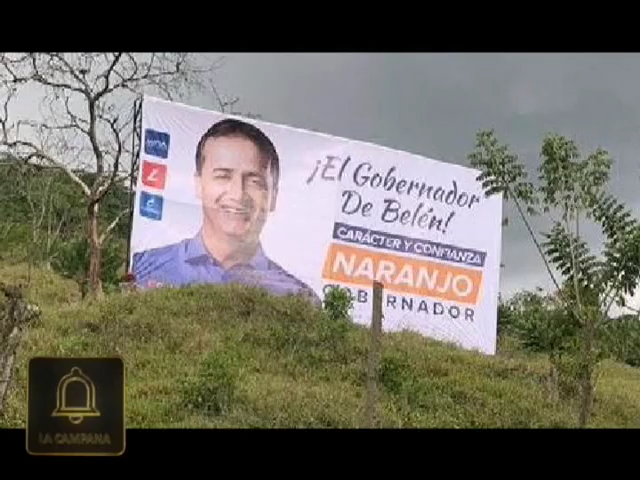 ¡El Gobernador
De Belén!
CARÁCTER Y CONFIANZA
NARANJO
GOBERNADOR
LA CAMPANA